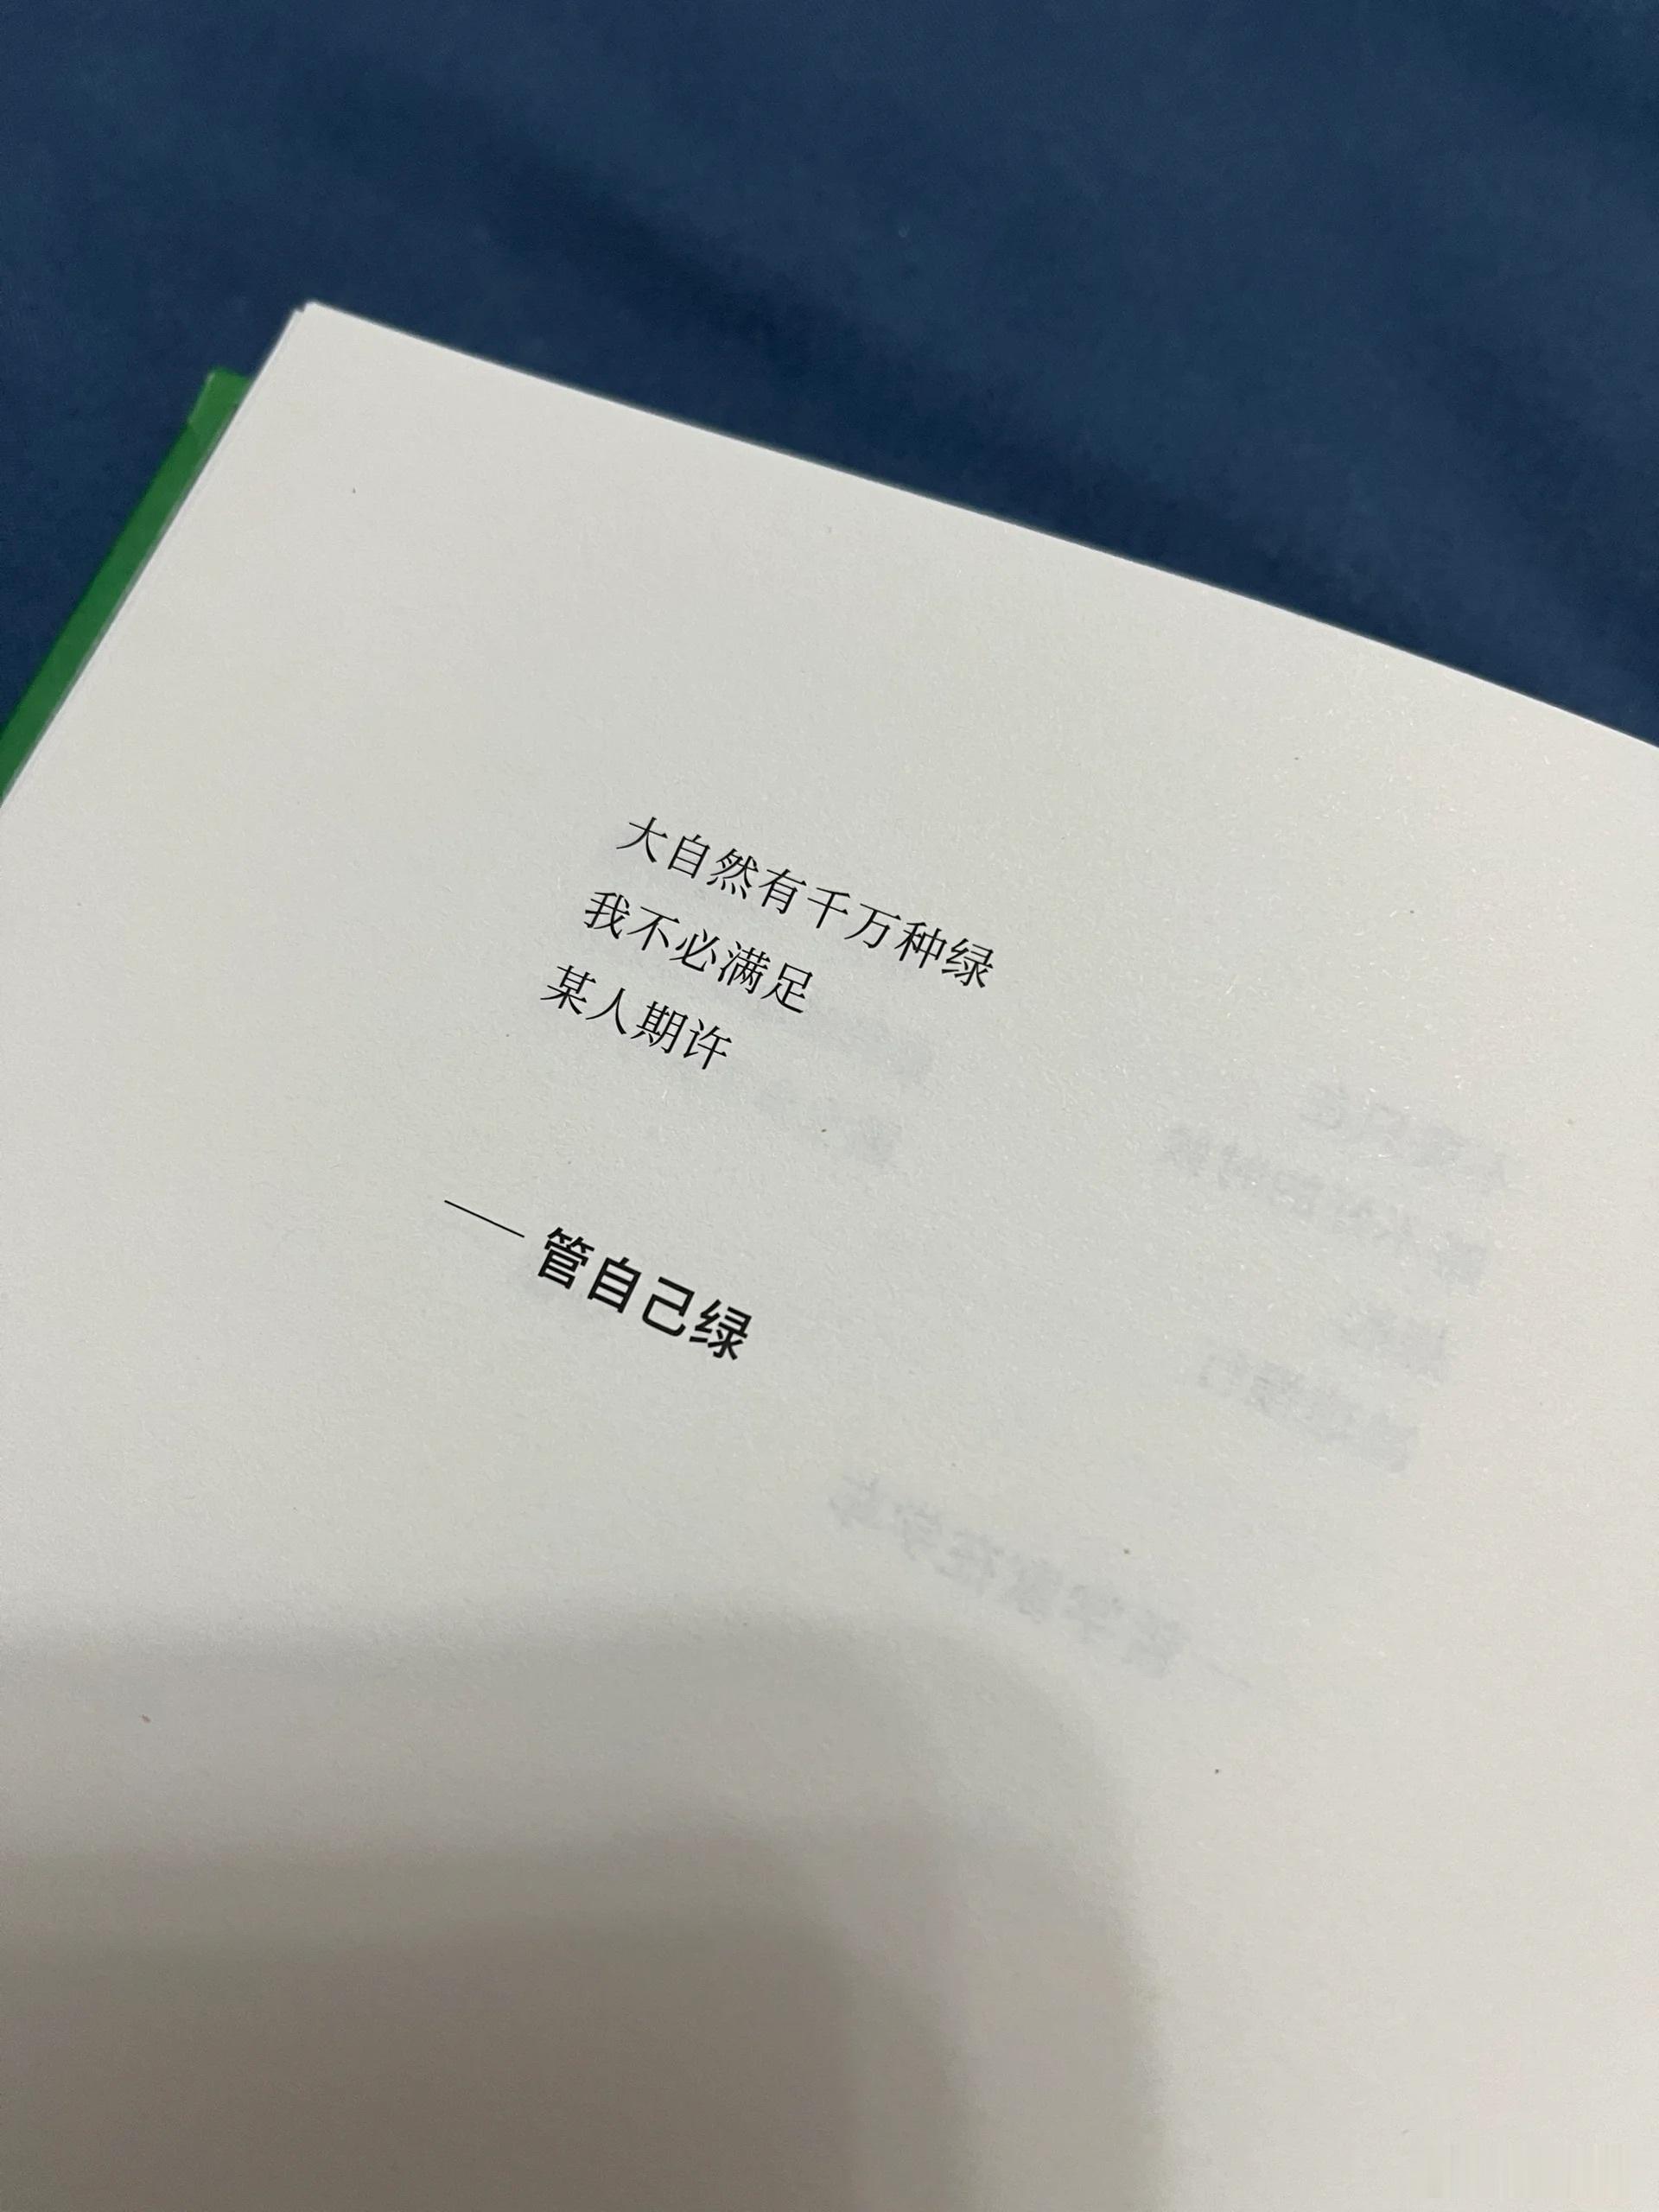 大自然有千万种绿
我不必满足
某人期许
—— 管自己绿